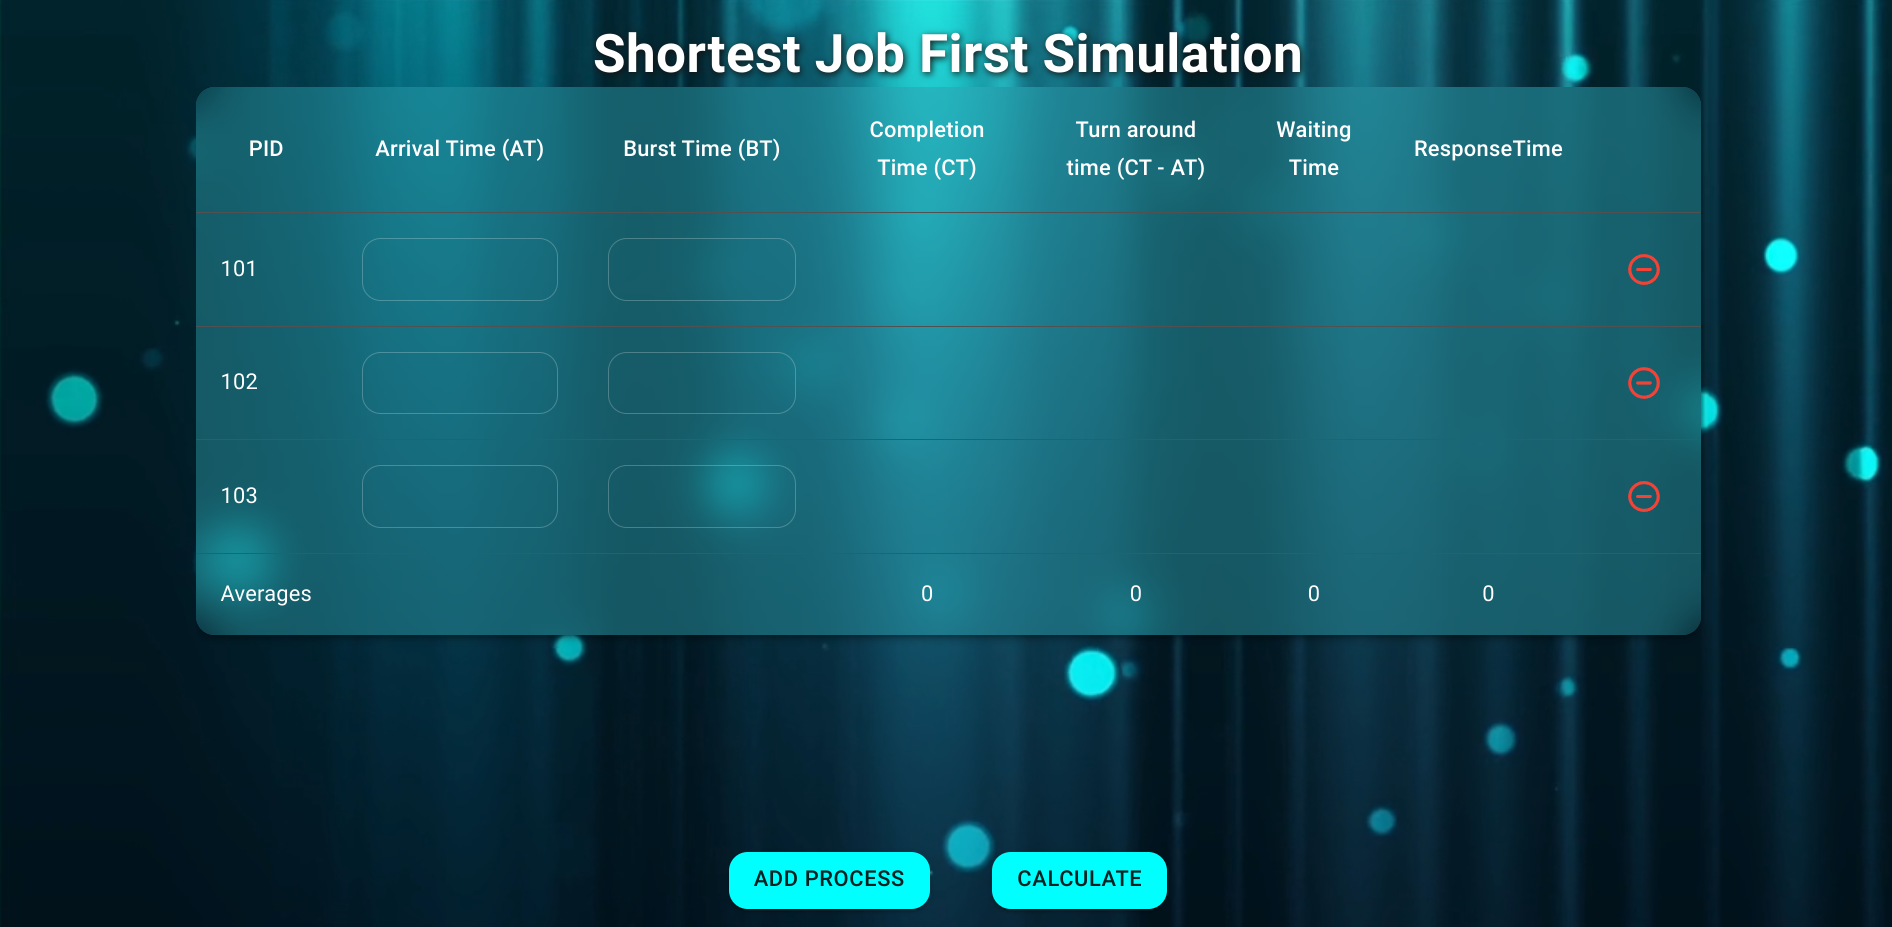 Shortest Job First Simulation
PID Arrival Time (AT) Burst Time (BT) Completion Time (CT) Turn around time (CT - AT) Waiting Time ResponseTime
101
102
103
Averages 0 0 0 0
ADD PROCESS CALCULATE